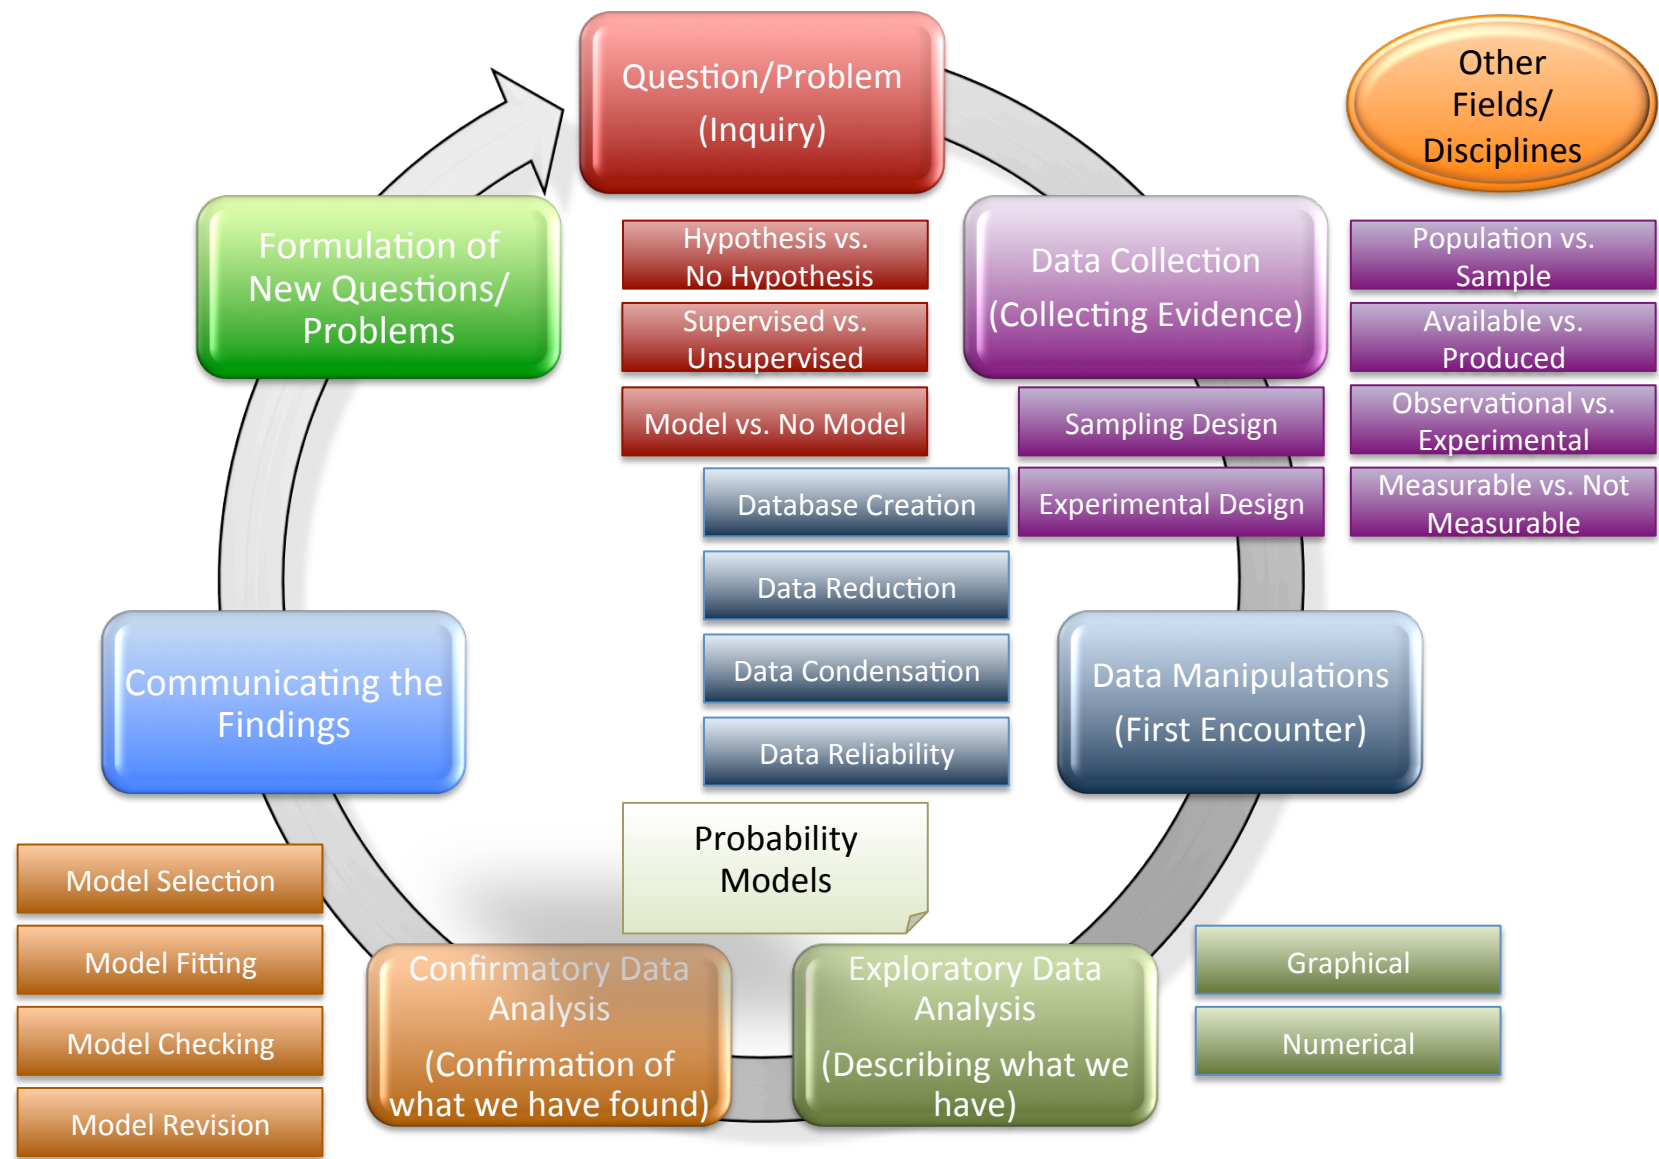 Question/Problem
(Inquiry)
Other
Fields/
Disciplines
Formulation of
New Questions/
Problems
Hypothesis vs.
No Hypothesis
Supervised vs.
Unsupervised
Model vs. No Model
Data Collection
(Collecting Evidence)
Population vs.
Sample
Available vs.
Produced
Observational vs.
Experimental
Measurable vs. Not
Measurable
Sampling Design
Experimental Design
Database Creation
Data Reduction
Data Condensation
Data Reliability
Communicating the
Findings
Data Manipulations
(First Encounter)
Probability
Models
Model Selection
Model Fitting
Model Checking
Model Revision
Confirmatory Data
Analysis
(Confirmation of
what we have found)
Exploratory Data
Analysis
(Describing what we
have)
Graphical
Numerical